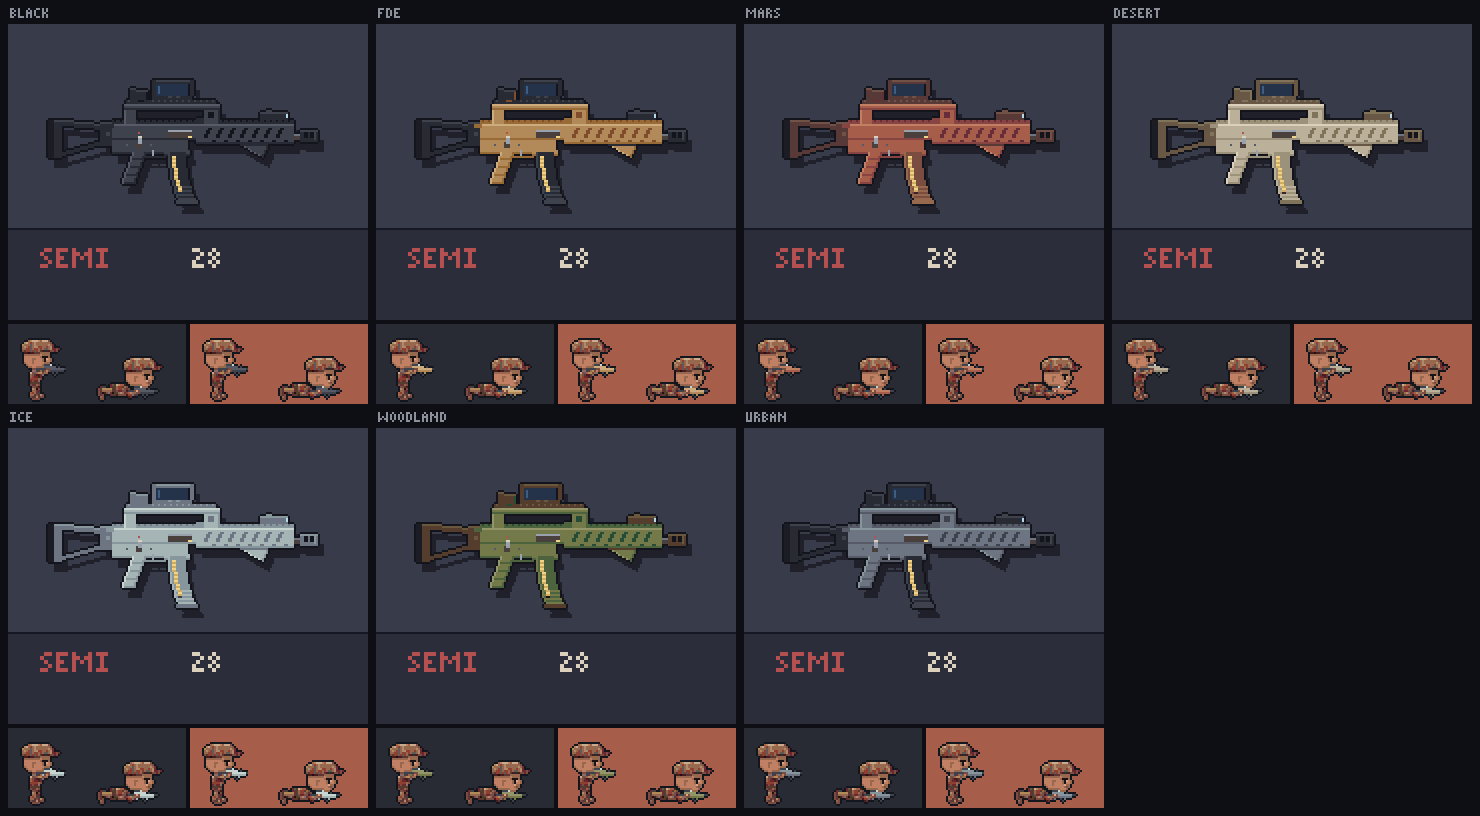 BLACK FDE MARS DESERT
SEMI 28 SEMI 28 SEMI 28 SEMI 28
ICE WOODLAND URBAN
SEMI 28 SEMI 28 SEMI 28